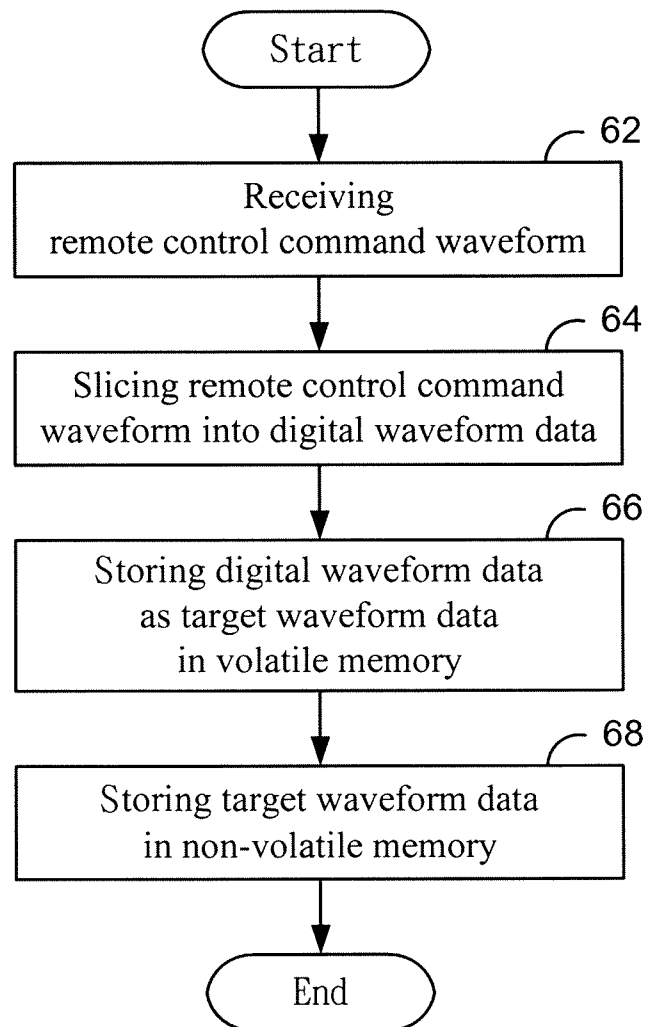 Start
62
Receiving
remote control command waveform
64
Slicing remote control command
waveform into digital waveform data
66
Storing digital waveform data
as target waveform data
in volatile memory
68
Storing target waveform data
in non-volatile memory
End